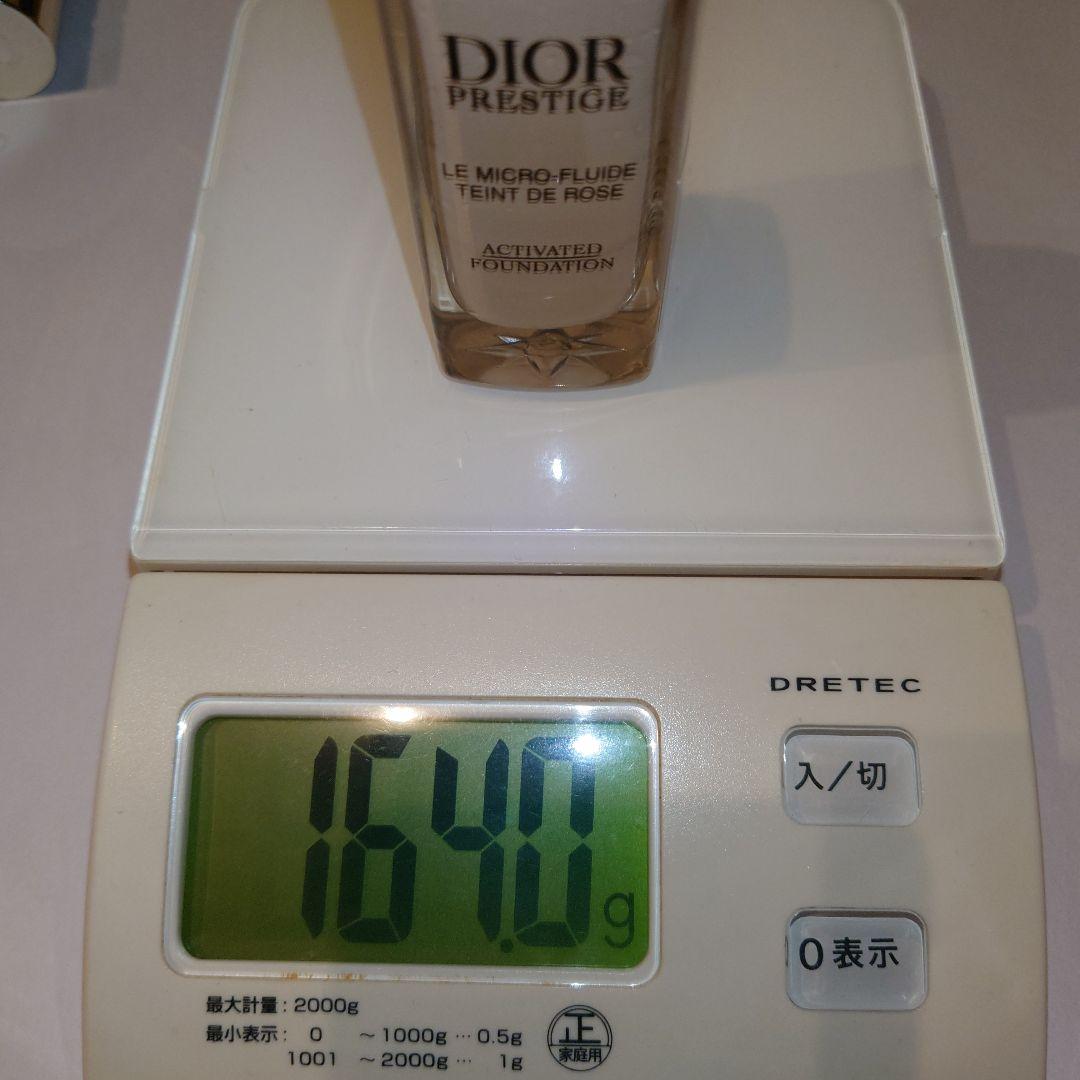 DIOR
PRESTIGE
LE MICRO-FLUIDE
TEINT DE ROSE
ACTIVATED
FOUNDATION
DRETEC
入/切
164.0g
0表示
最大計量: 2000g
最小表示: 0 ~1000g … 0.5g
1001 ~2000g … 1g
正
家庭用